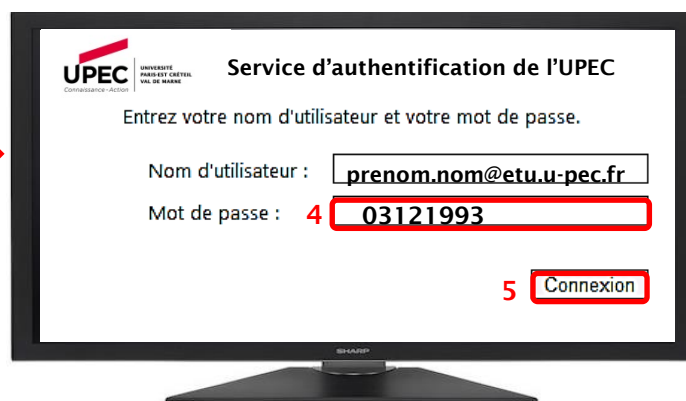 UPEC
UNIVERSITÉ
PARIS-EST CRÉTEIL
VAL DE MARNE
Connaissance - Action
Service d’authentification de l’UPEC
Entrez votre nom d'utilisateur et votre mot de passe.
Nom d'utilisateur : prenom.nom@etu.u-pec.fr
Mot de passe : 4 03121993
5 Connexion
SHARP